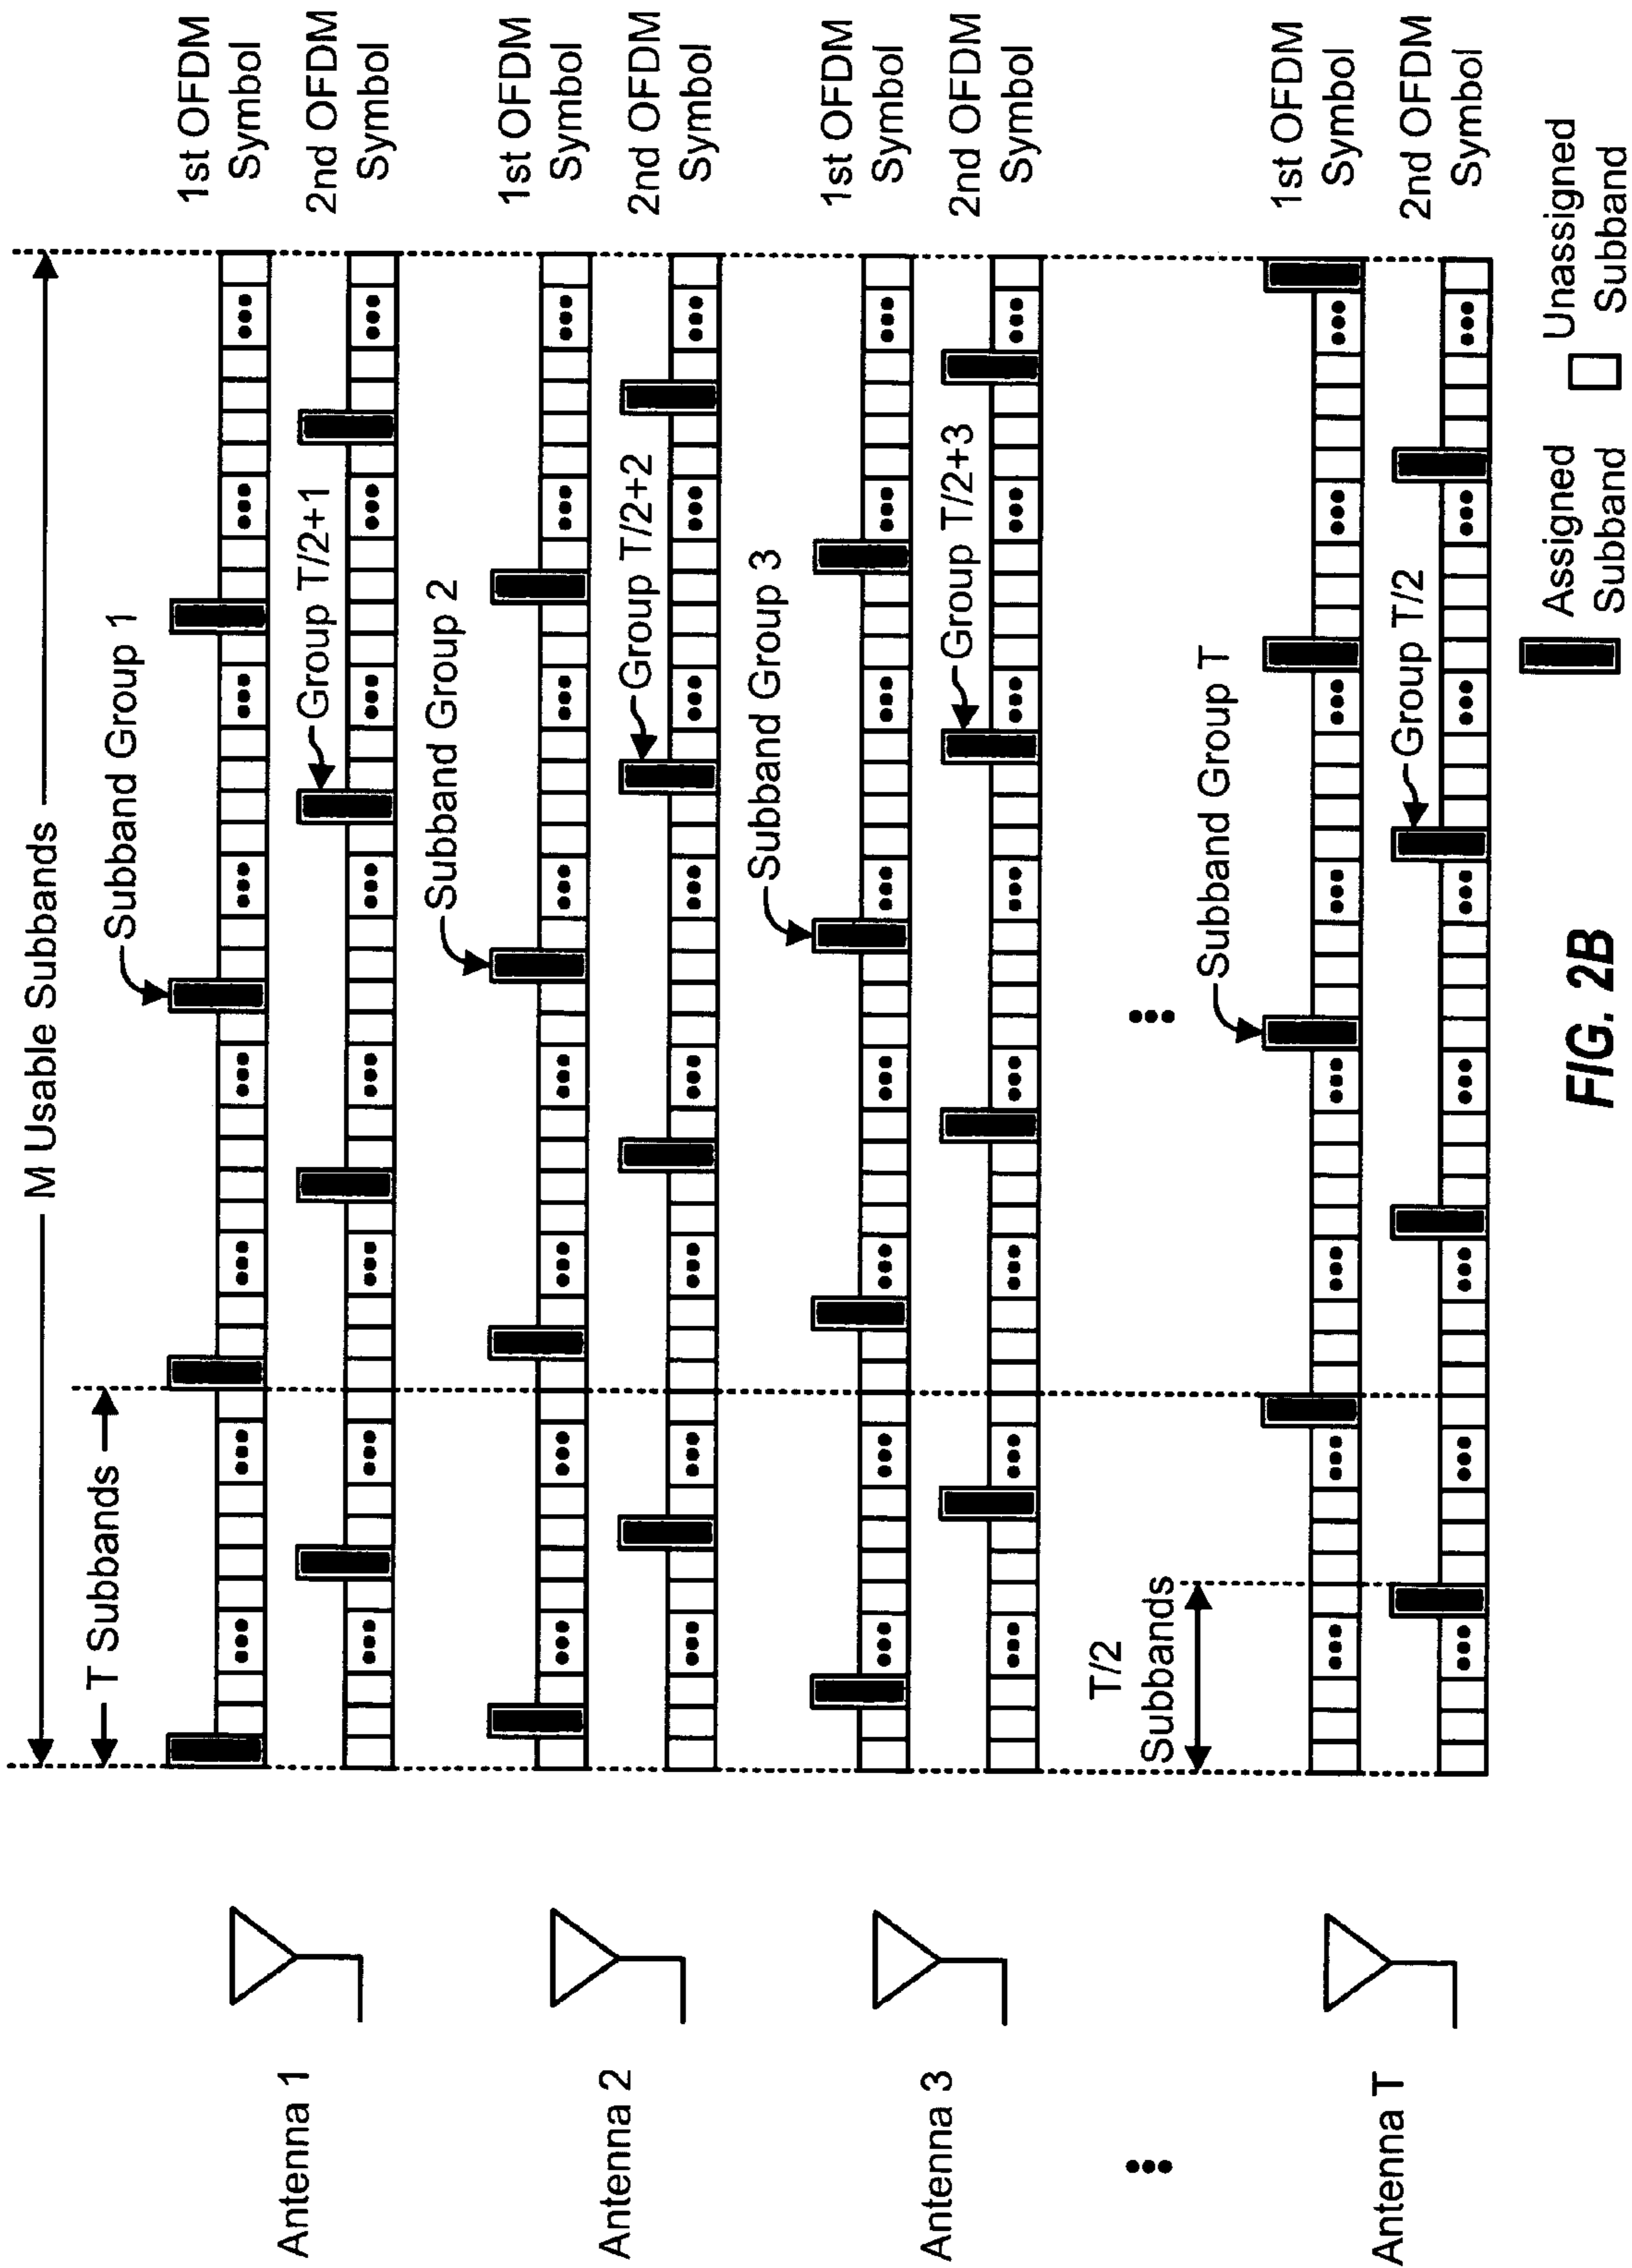 M Usable Subbands
T Subbands
Subband Group 1
1st OFDM
Symbol
Group T/2+1
2nd OFDM
Symbol
Antenna 1
Subband Group 2
1st OFDM
Symbol
Group T/2+2
2nd OFDM
Symbol
Antenna 2
Subband Group 3
1st OFDM
Symbol
Group T/2+3
2nd OFDM
Symbol
Antenna 3
T/2
Subbands
Subband Group T
1st OFDM
Symbol
Group T/2
2nd OFDM
Symbol
Antenna T
Assigned
Subband
Unassigned
Subband
FIG. 2B